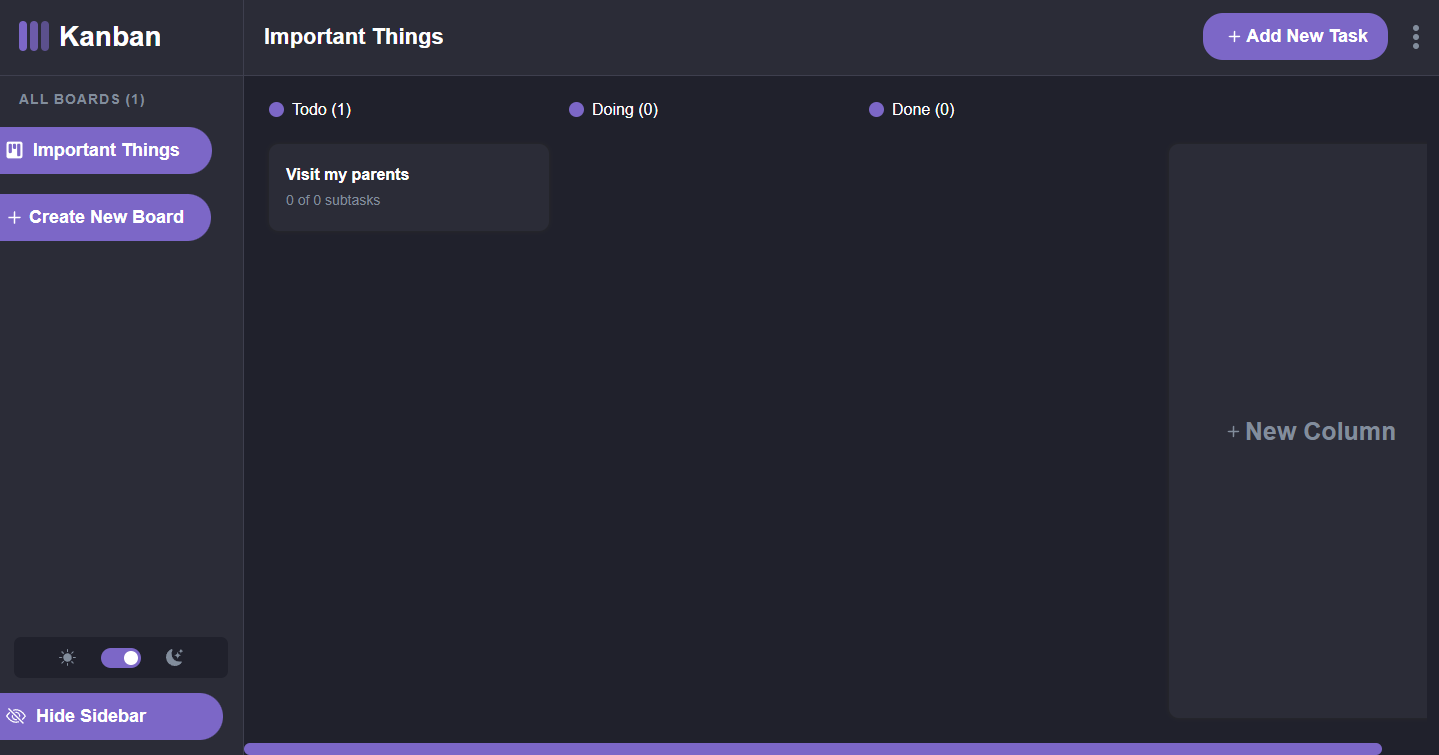 Kanban
Important Things
+ Add New Task
ALL BOARDS (1)
Important Things
+ Create New Board
Todo (1)
Doing (0)
Done (0)
Visit my parents
0 of 0 subtasks
+ New Column
Hide Sidebar